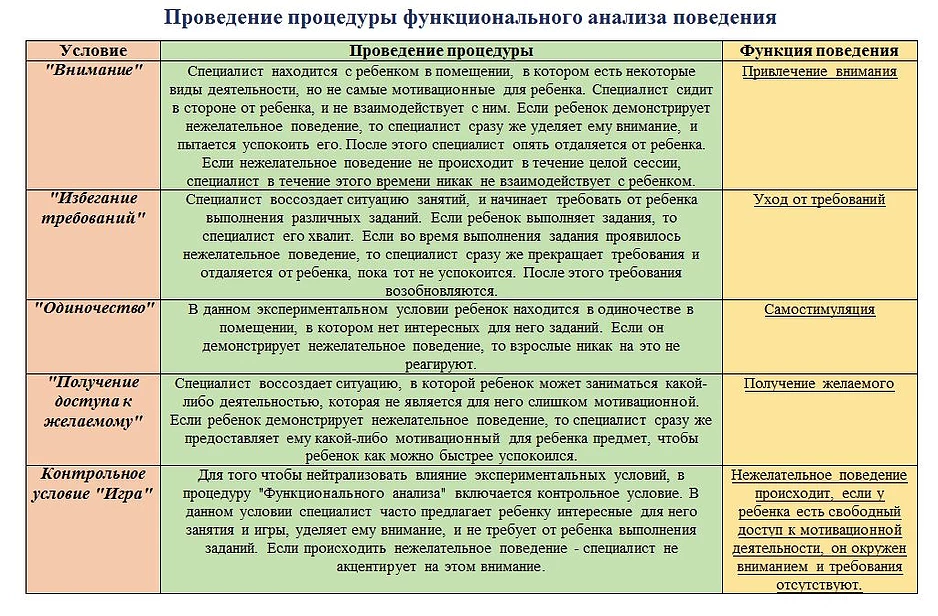 Проведение процедуры функционального анализа поведения
Условие
Проведение процедуры
Функция поведения
"Внимание"
Специалист находится с ребенком в помещении, в котором есть некоторые
виды деятельности, но не самые мотивационные для ребенка. Специалист сидит
в стороне от ребенка, и не взаимодействует с ним. Если ребенок демонстрирует
нежелательное поведение, то специалист сразу же уделяет ему внимание, и
пытается успокоить его. После этого специалист опять отдаляется от ребенка.
Если нежелательное поведение не происходит в течение целой сессии,
специалист в течение этого времени никак не взаимодействует с ребенком.
Привлечение внимания
"Избегание
требований"
Специалист воссоздает ситуацию занятий, и начинает требовать от ребенка
выполнения различных заданий. Если ребенок выполняет задания, то
специалист его хвалит. Если во время выполнения задания проявилось
нежелательное поведение, то специалист сразу же прекращает требования и
отдаляется от ребенка, пока тот не успокоится. После этого требования
возобновляются.
Уход от требований
"Одиночество"
В данном экспериментальном условии ребенок находится в одиночестве в
помещении, в котором нет интересных для него заданий. Если он
демонстрирует нежелательное поведение, то взрослые никак на это не
реагируют.
Самостимуляция
"Получение
доступа к
желаемому"
Специалист воссоздает ситуацию, в которой ребенок может заниматься какой-
либо деятельностью, которая не является для него слишком мотивационной.
Если ребенок демонстрирует нежелательное поведение, то специалист сразу же
предоставляет ему какой-либо мотивационный для ребенка предмет, чтобы
ребенок как можно быстрее успокоился.
Получение желаемого
Контрольное
условие "Игра"
Для того чтобы нейтрализовать влияние экспериментальных условий, в
процедуру "Функционального анализа" включается контрольное условие. В
данном условии специалист часто предлагает ребенку интересные для него
занятия и игры, уделяет ему внимание, и не требует от ребенка выполнения
заданий. Если происходить нежелательное поведение - специалист не
акцентирует на этом внимание.
Нежелательное поведение
происходит, если у
ребенка есть свободный
доступ к мотивационной
деятельности, он окружен
вниманием и требования
отсутствуют.